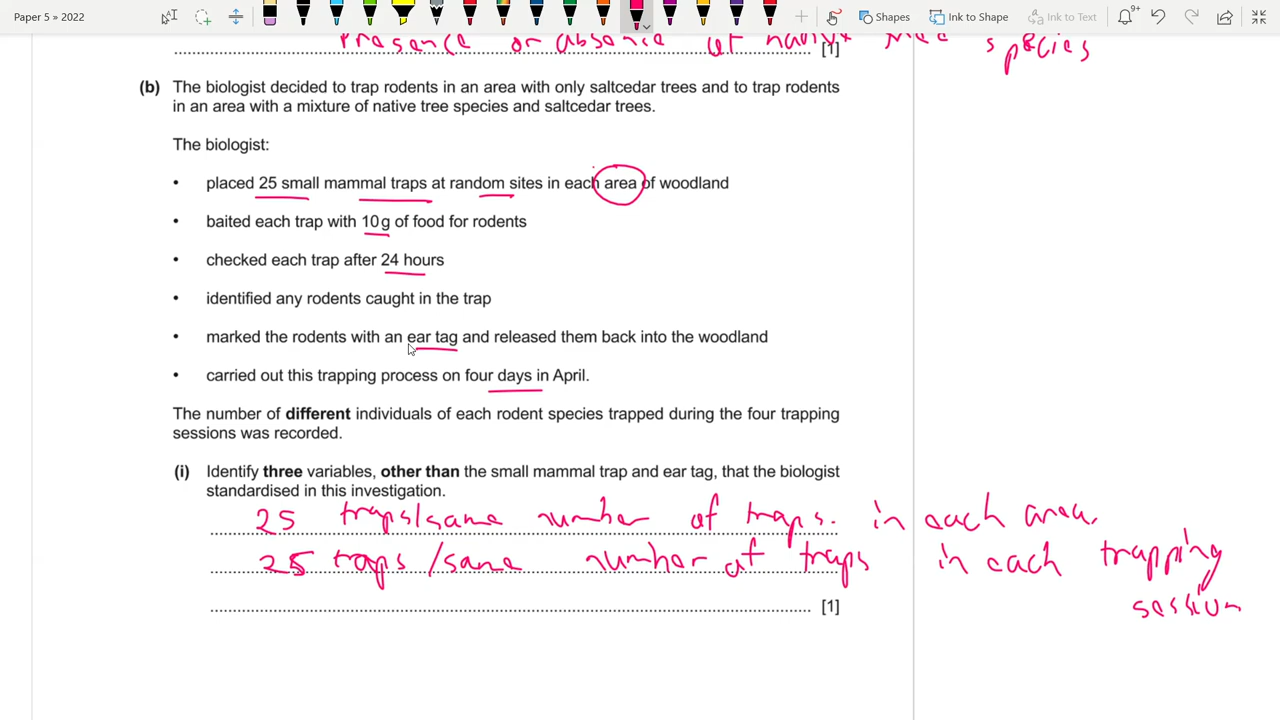 Paper 5 » 2022
Shapes
Ink to Shape
Ink to Text
9+
Presence or absence of native tree species
[1]
(b) The biologist decided to trap rodents in an area with only saltcedar trees and to trap rodents
in an area with a mixture of native tree species and saltcedar trees.
The biologist:
• placed 25 small mammal traps at random sites in each area of woodland
• baited each trap with 10 g of food for rodents
• checked each trap after 24 hours
• identified any rodents caught in the trap
• marked the rodents with an ear tag and released them back into the woodland
• carried out this trapping process on four days in April.
The number of different individuals of each rodent species trapped during the four trapping
sessions was recorded.
(i) Identify three variables, other than the small mammal trap and ear tag, that the biologist
standardised in this investigation.
25 traps/same number of traps. in each area.
25 traps/same number of traps in each trapping
session
[1]